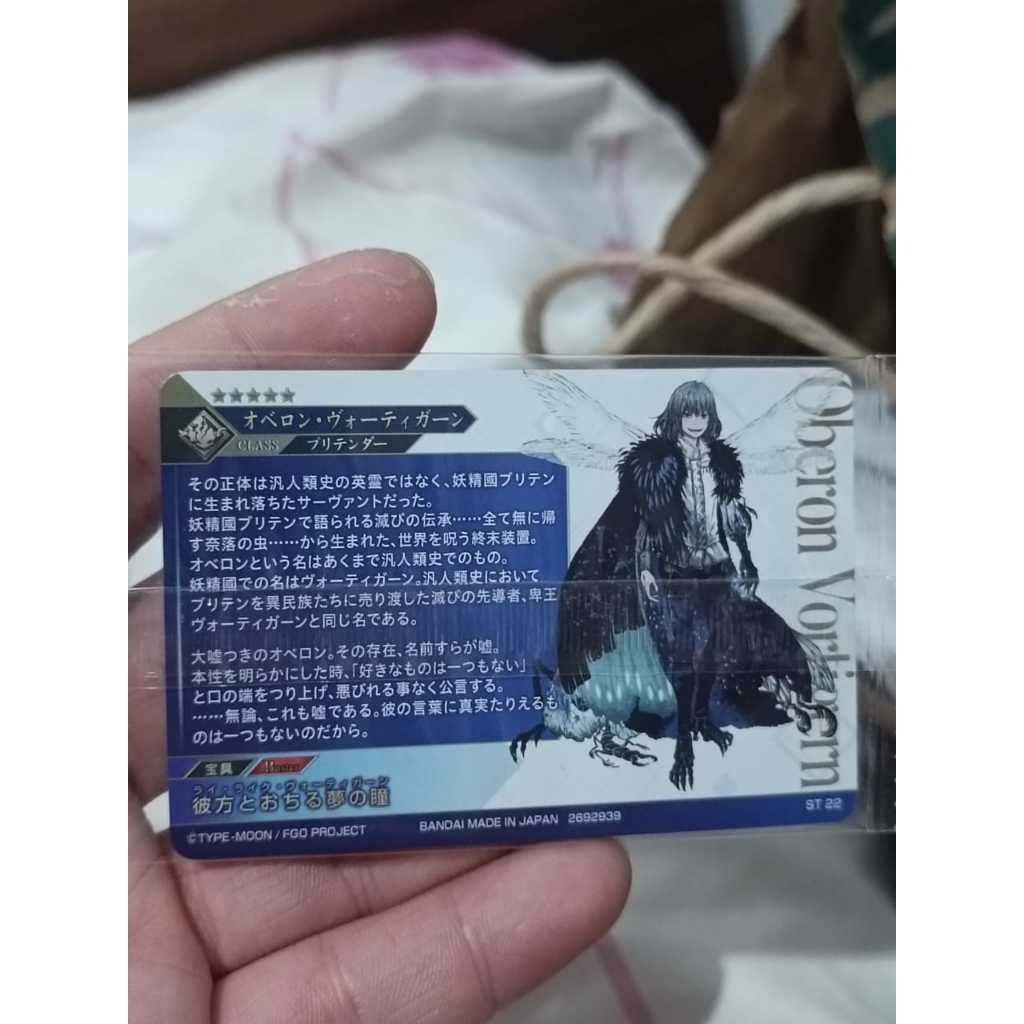 ★★★★★
オベロン・ヴォーティガーン
CLASS プリテンダー
その正体は汎人類史の英霊ではなく、妖精國ブリテン
に生まれ落ちたサーヴァントだった。
妖精國ブリテンで語られる滅びの伝承……全て無に帰
す奈落の虫……から生まれた、世界を呪う終末装置。
オベロンという名はあくまで汎人類史でのもの。
妖精國での名はヴォーティガーン。汎人類史において
ブリテンを異民族たちに売り渡した滅びの先導者、卑王
ヴォーティガーンと同じ名である。
大嘘つきのオベロン。その存在、名前すらが嘘。
本性を明らかにした時、「好きなものは一つもない」
と口の端をつり上げ、悪びれる事なく公言する。
……無論、これも嘘である。彼の言葉に真実たりえるも
のは一つもないのだから。
宝具 Buster
ライ・ライク・ヴォーティガーン
彼方とおちる夢の瞳
©TYPE-MOON / FGO PROJECT
BANDAI MADE IN JAPAN 2692939
ST 22
Oberon Vortigern